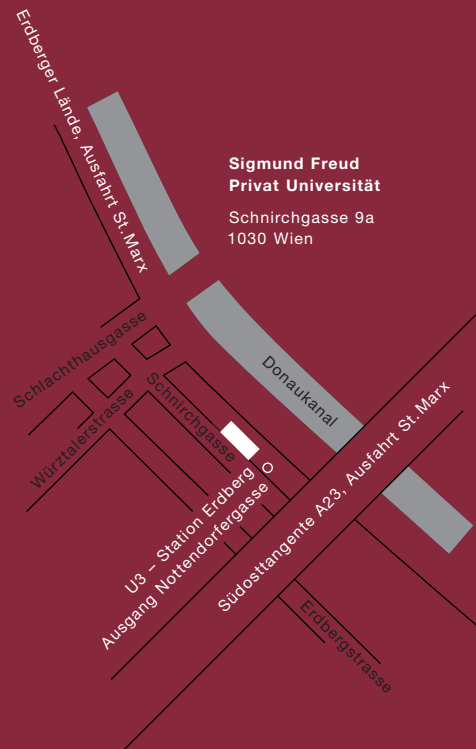 Erdberger Lände, Ausfahrt St. Marx
Sigmund Freud
Privat Universität
Schnirchgasse 9a
1030 Wien
Schlachthausgasse
Würztalerstrasse
Schnirchgasse
Donaukanal
U3 – Station Erdberg
Ausgang Nottendorfergasse
Südosttangente A23, Ausfahrt St. Marx
Erdbergstrasse